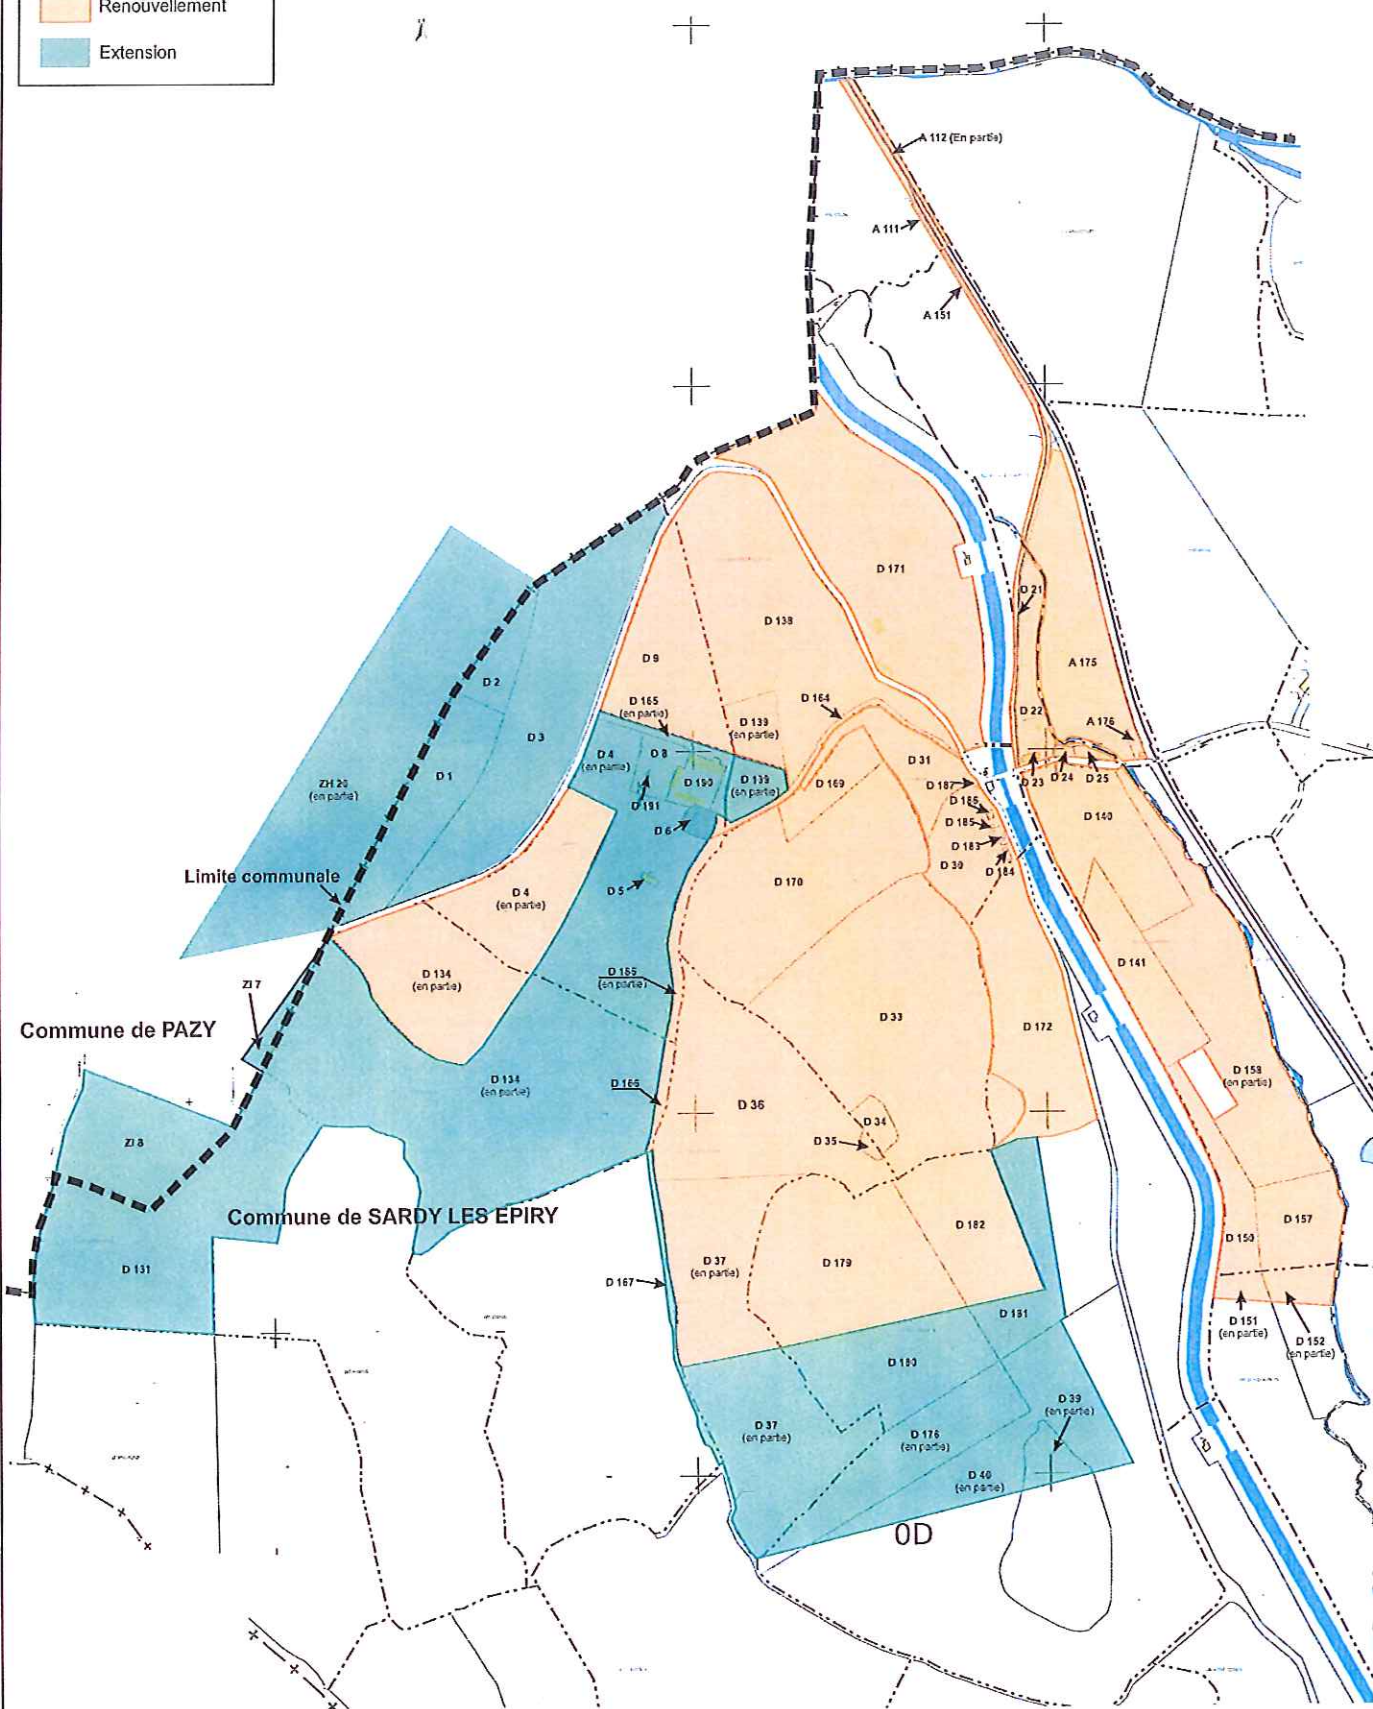 Renouvellement
Extension
A 112 (En partie)
A 111
A 151
D 171
D 21
D 138
D 9
A 175
D 2
D 165
(en partie)
D 164
D 139
(en partie)
D 22
A 176
D 3
D 4
(en partie)
D 8
D 31
D 1
ZH 20
(en partie)
D 190
D 139
(en partie)
D 169
D 187
D 23
D 24
D 25
D 191
D 186
D 185
D 140
D 6
D 183
D 30
D 184
Limite communale
D 4
(en partie)
D 5
D 170
D 134
(en partie)
D 165
(en partie)
D 141
ZI 7
D 33
D 172
Commune de PAZY
D 134
(en partie)
D 166
D 158
(en partie)
D 36
D 34
D 35
ZI 8
Commune de SARDY LES EPIRY
D 182
D 150
D 157
D 131
D 37
(en partie)
D 179
D 167
D 181
D 151
(en partie)
D 152
(en partie)
D 180
D 39
(en partie)
D 37
(en partie)
D 176
(en partie)
D 40
(en partie)
0D